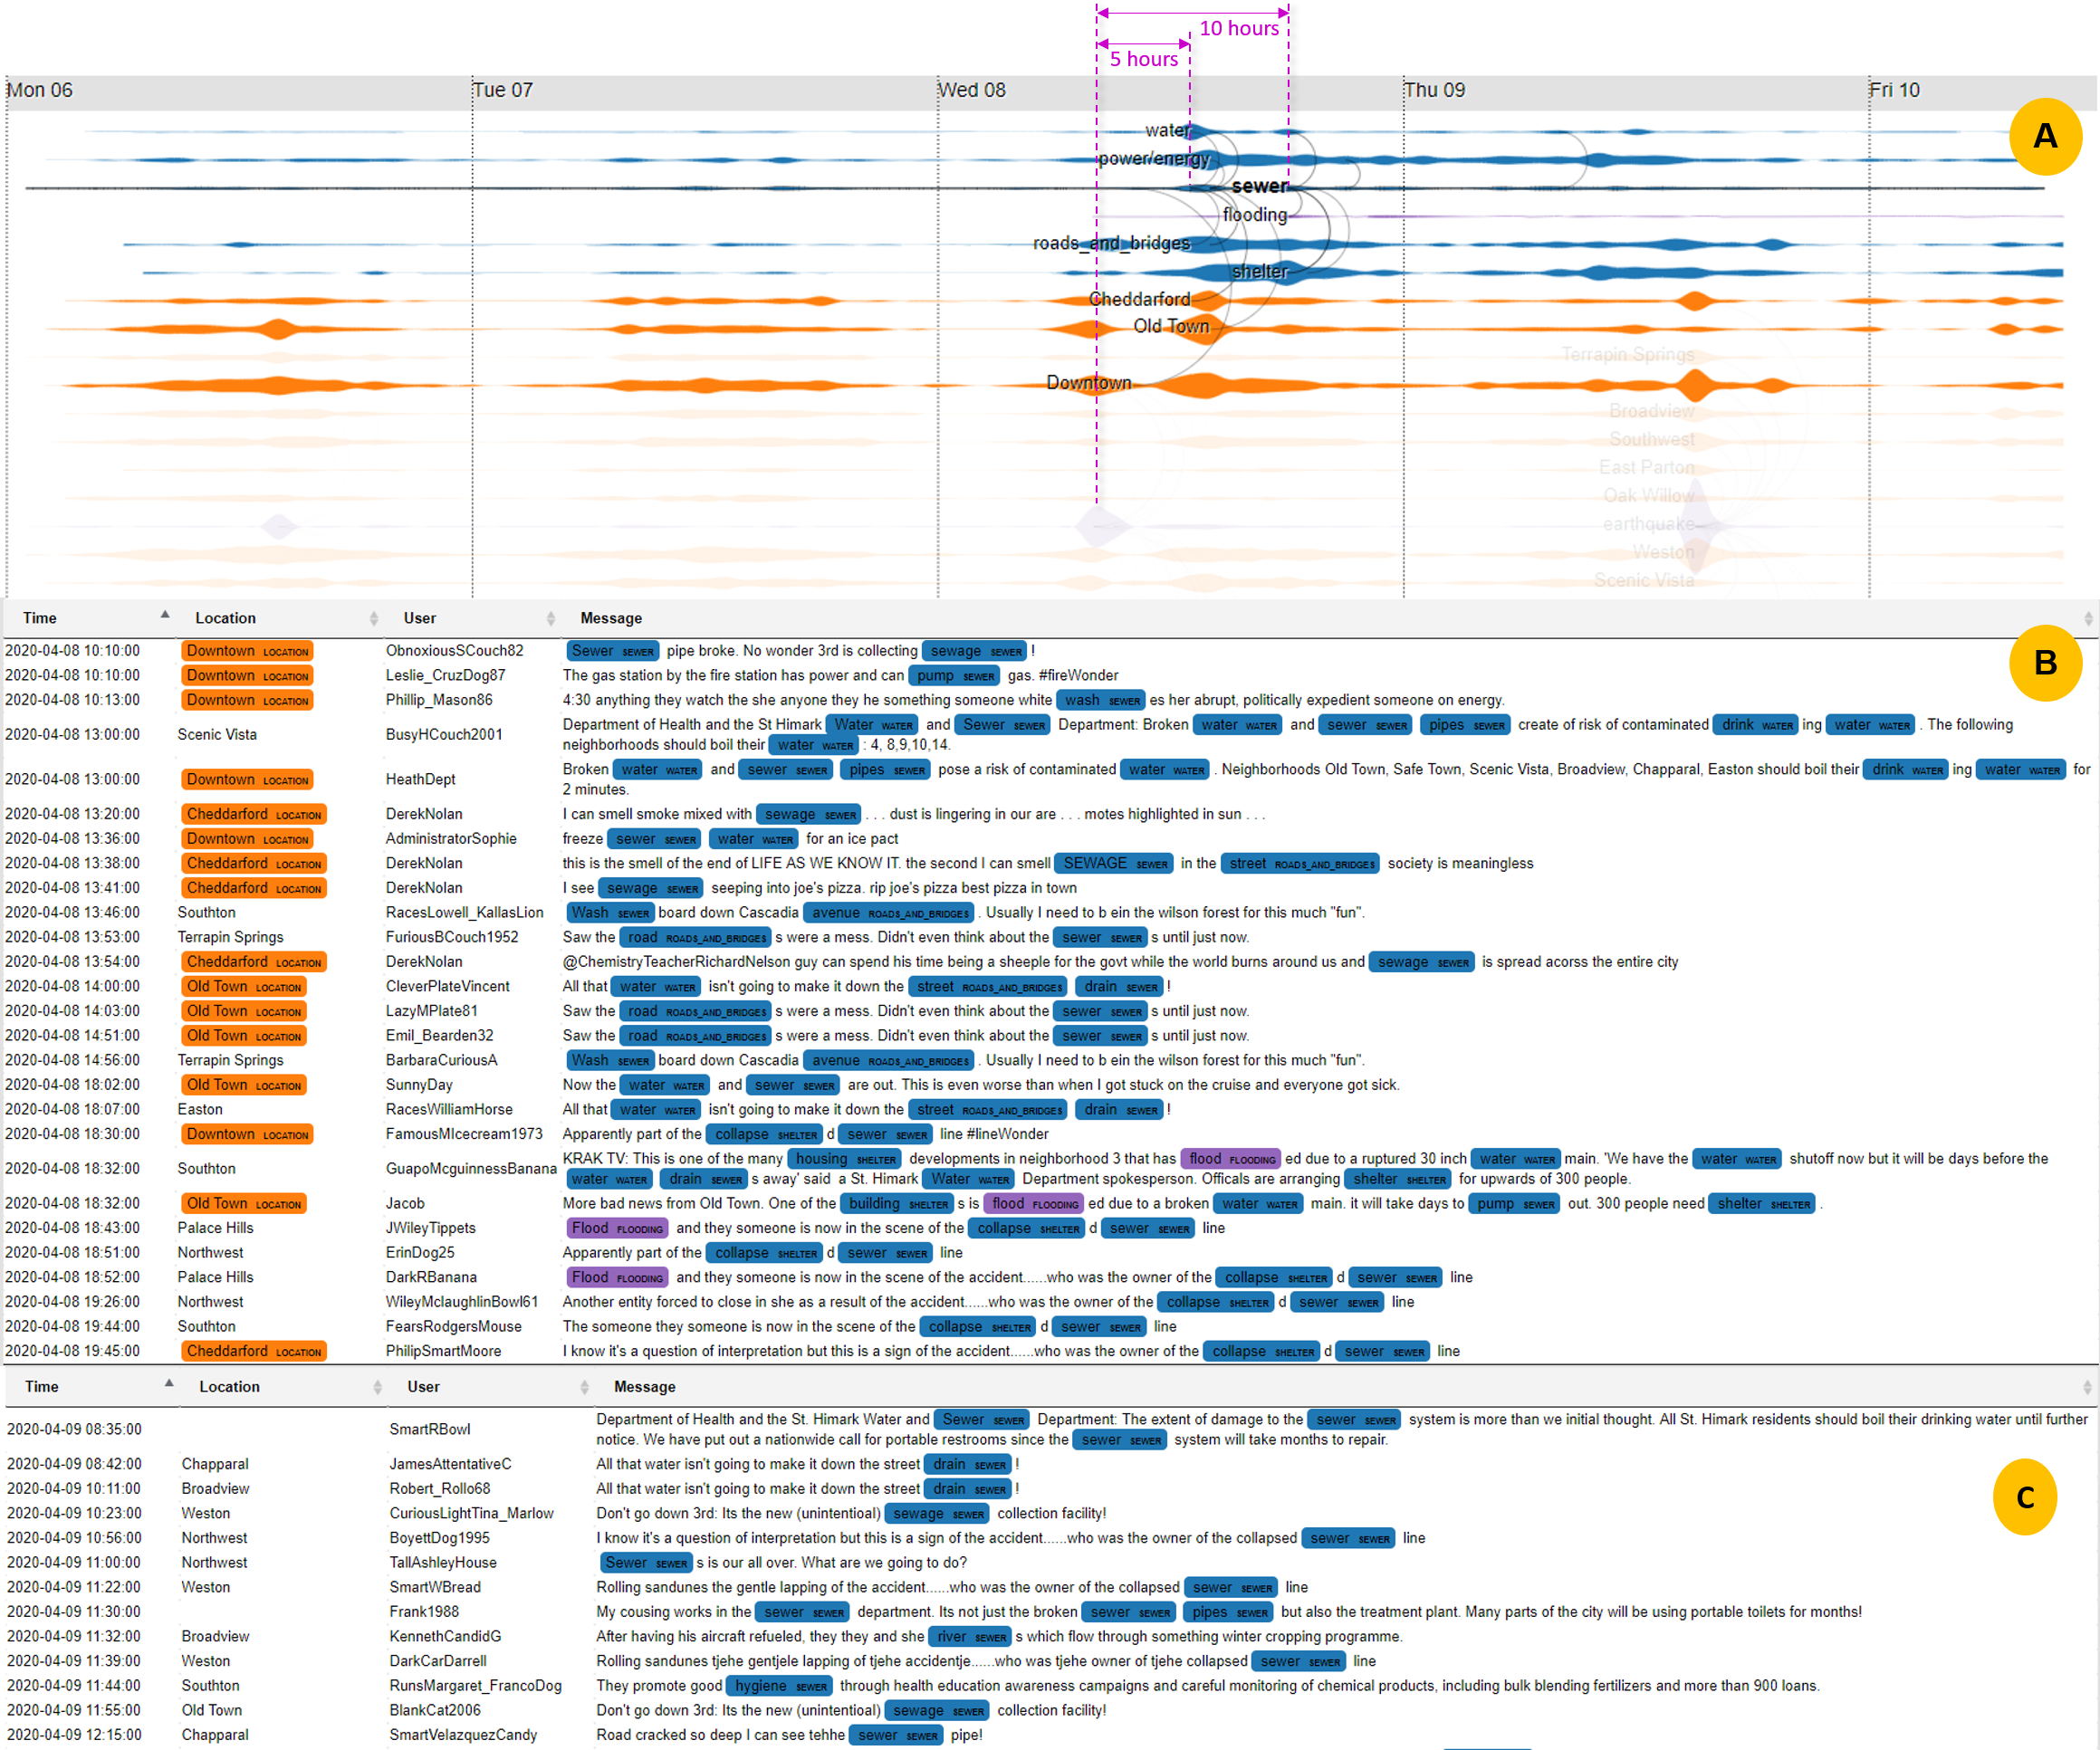 10 hours
5 hours
Mon 06 Tue 07 Wed 08 Thu 09 Fri 10
A
water
power/energy
sewer
flooding
roads_and_bridges
shelter
Cheddarford
Old Town
Terrapin Springs
Downtown
Broadview
Southwest
East Parton
Oak Willow
earthquake
Weston
Scenic Vista
Time Location User Message
B
2020-04-08 10:10:00 Downtown LOCATION ObnoxiousSCouch82 Sewer SEWER pipe broke. No wonder 3rd is collecting sewage SEWER !
2020-04-08 10:10:00 Downtown LOCATION Leslie_CruzDog87 The gas station by the fire station has power and can pump SEWER gas. #fireWonder
2020-04-08 10:13:00 Downtown LOCATION Phillip_Mason86 4:30 anything they watch the she anyone they he something someone white wash SEWER es her abrupt, politically expedient someone on energy.
2020-04-08 13:00:00 Scenic Vista BusyHCouch2001 Department of Health and the St Himark Water WATER and Sewer SEWER Department: Broken water WATER and sewer SEWER pipes SEWER create of risk of contaminated drink WATER ing water WATER . The following
neighborhoods should boil their water WATER : 4, 8,9,10,14.
2020-04-08 13:00:00 Downtown LOCATION HeathDept Broken water WATER and sewer SEWER pipes SEWER pose a risk of contaminated water WATER . Neighborhoods Old Town, Safe Town, Scenic Vista, Broadview, Chapparal, Easton should boil their drink WATER ing water WATER for
2 minutes.
2020-04-08 13:20:00 Cheddarford LOCATION DerekNolan I can smell smoke mixed with sewage SEWER . . . dust is lingering in our are . . . motes highlighted in sun . . .
2020-04-08 13:36:00 Downtown LOCATION AdministratorSophie freeze sewer SEWER water WATER for an ice pact
2020-04-08 13:38:00 Cheddarford LOCATION DerekNolan this is the smell of the end of LIFE AS WE KNOW IT. the second I can smell SEWAGE SEWER in the street ROADS_AND_BRIDGES society is meaningless
2020-04-08 13:41:00 Cheddarford LOCATION DerekNolan I see sewage SEWER seeping into joe's pizza. rip joe's pizza best pizza in town
2020-04-08 13:46:00 Southton RacesLowell_KallasLion Wash SEWER board down Cascadia avenue ROADS_AND_BRIDGES . Usually I need to b ein the wilson forest for this much "fun".
2020-04-08 13:53:00 Terrapin Springs FuriousBCouch1952 Saw the road ROADS_AND_BRIDGES s were a mess. Didn't even think about the sewer SEWER s until just now.
2020-04-08 13:54:00 Cheddarford LOCATION DerekNolan @ChemistryTeacherRichardNelson guy can spend his time being a sheeple for the govt while the world burns around us and sewage SEWER is spread acorss the entire city
2020-04-08 14:00:00 Old Town LOCATION CleverPlateVincent All that water WATER isn't going to make it down the street ROADS_AND_BRIDGES drain SEWER !
2020-04-08 14:03:00 Old Town LOCATION LazyMPlate81 Saw the road ROADS_AND_BRIDGES s were a mess. Didn't even think about the sewer SEWER s until just now.
2020-04-08 14:51:00 Old Town LOCATION Emil_Bearden32 Saw the road ROADS_AND_BRIDGES s were a mess. Didn't even think about the sewer SEWER s until just now.
2020-04-08 14:56:00 Terrapin Springs BarbaraCuriousA Wash SEWER board down Cascadia avenue ROADS_AND_BRIDGES . Usually I need to b ein the wilson forest for this much "fun".
2020-04-08 18:02:00 Old Town LOCATION SunnyDay Now the water WATER and sewer SEWER are out. This is even worse than when I got stuck on the cruise and everyone got sick.
2020-04-08 18:07:00 Easton RacesWilliamHorse All that water WATER isn't going to make it down the street ROADS_AND_BRIDGES drain SEWER !
2020-04-08 18:30:00 Downtown LOCATION FamousMIcecream1973 Apparently part of the collapse SHELTER d sewer SEWER line #lineWonder
2020-04-08 18:32:00 Southton GuapoMcguinnessBanana KRAK TV: This is one of the many housing SHELTER developments in neighborhood 3 that has flood FLOODING ed due to a ruptured 30 inch water WATER main. 'We have the water WATER shutoff now but it will be days before the
water WATER drain SEWER s away' said a St. Himark Water WATER Department spokesperson. Officals are arranging shelter SHELTER for upwards of 300 people.
2020-04-08 18:32:00 Old Town LOCATION Jacob More bad news from Old Town. One of the building SHELTER s is flood FLOODING ed due to a broken water WATER main. it will take days to pump SEWER out. 300 people need shelter SHELTER .
2020-04-08 18:43:00 Palace Hills JWileyTippets Flood FLOODING and they someone is now in the scene of the collapse SHELTER d sewer SEWER line
2020-04-08 18:51:00 Northwest ErinDog25 Apparently part of the collapse SHELTER d sewer SEWER line
2020-04-08 18:52:00 Palace Hills DarkRBanana Flood FLOODING and they someone is now in the scene of the accident......who was the owner of the collapse SHELTER d sewer SEWER line
2020-04-08 19:26:00 Northwest WileyMclaughlinBowl61 Another entity forced to close in she as a result of the accident......who was the owner of the collapse SHELTER d sewer SEWER line
2020-04-08 19:44:00 Southton FearsRodgersMouse The someone they someone is now in the scene of the collapse SHELTER d sewer SEWER line
2020-04-08 19:45:00 Cheddarford LOCATION PhilipSmartMoore I know it's a question of interpretation but this is a sign of the accident......who was the owner of the collapse SHELTER d sewer SEWER line
Time Location User Message
2020-04-09 08:35:00 SmartRBowl Department of Health and the St. Himark Water and Sewer SEWER Department: The extent of damage to the sewer SEWER system is more than we initial thought. All St. Himark residents should boil their drinking water until further
notice. We have put out a nationwide call for portable restrooms since the sewer SEWER system will take months to repair.
2020-04-09 08:42:00 Chapparal JamesAttentativeC All that water isn't going to make it down the street drain SEWER !
C
2020-04-09 10:11:00 Broadview Robert_Rollo68 All that water isn't going to make it down the street drain SEWER !
2020-04-09 10:23:00 Weston CuriousLightTina_Marlow Don't go down 3rd: Its the new (unintentioal) sewage SEWER collection facility!
2020-04-09 10:56:00 Northwest BoyettDog1995 I know it's a question of interpretation but this is a sign of the accident......who was the owner of the collapsed sewer SEWER line
2020-04-09 11:00:00 Northwest TallAshleyHouse Sewer SEWER s is our all over. What are we going to do?
2020-04-09 11:22:00 Weston SmartWBread Rolling sandunes the gentle lapping of the accident......who was the owner of the collapsed sewer SEWER line
2020-04-09 11:30:00 Frank1988 My cousing works in the sewer SEWER department. Its not just the broken sewer SEWER pipes SEWER but also the treatment plant. Many parts of the city will be using portable toilets for months!
2020-04-09 11:32:00 Broadview KennethCandidG After having his aircraft refueled, they they and she river SEWER s which flow through something winter cropping programme.
2020-04-09 11:39:00 Weston DarkCarDarrell Rolling sandunes tjehe gentjele lapping of tjehe accidentje......who was tjehe owner of tjehe collapsed sewer SEWER line
2020-04-09 11:44:00 Southton RunsMargaret_FrancoDog They promote good hygiene SEWER through health education awareness campaigns and careful monitoring of chemical products, including bulk blending fertilizers and more than 900 loans.
2020-04-09 11:55:00 Old Town BlankCat2006 Don't go down 3rd: Its the new (unintentioal) sewage SEWER collection facility!
2020-04-09 12:15:00 Chapparal SmartVelazquezCandy Road cracked so deep I can see tehhe sewer SEWER pipe!